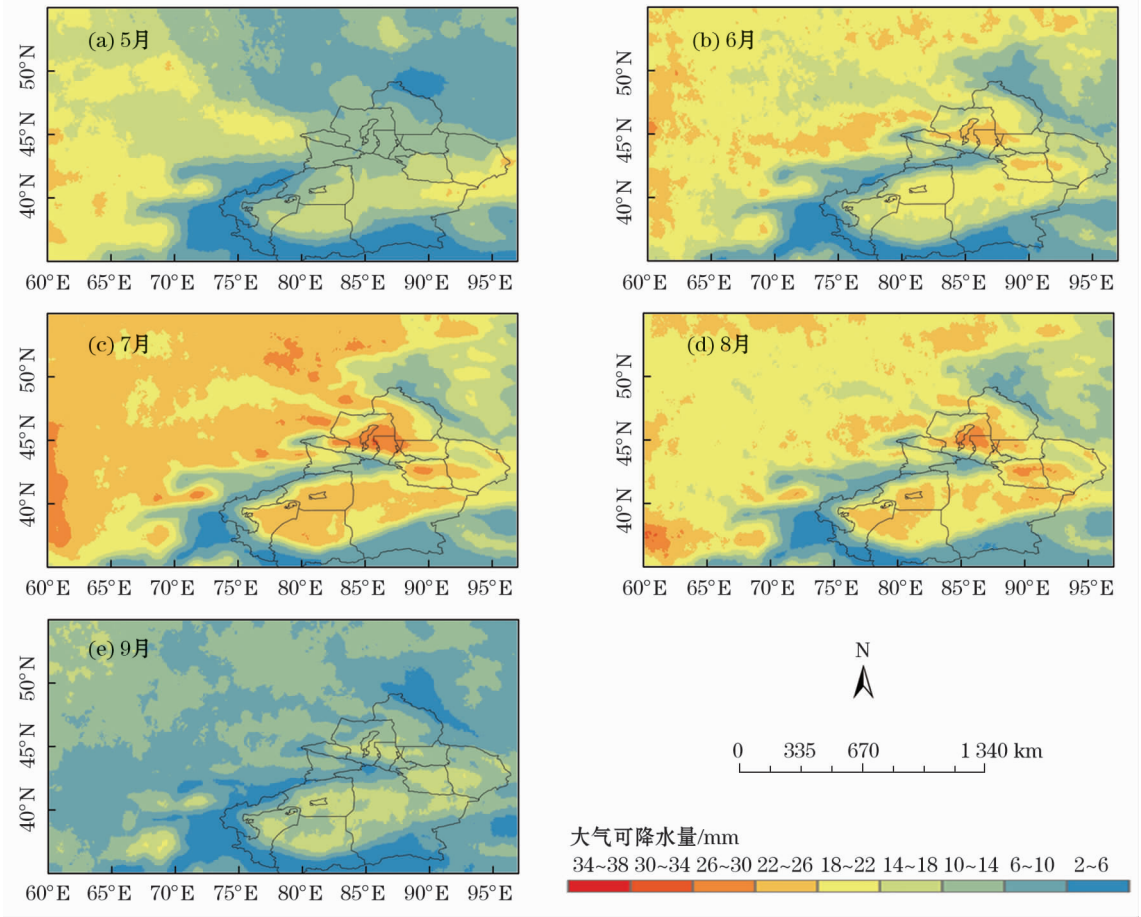 (a) 5月
50°N
45°N
40°N
60°E 65°E 70°E 75°E 80°E 85°E 90°E 95°E
(b) 6月
50°N
45°N
40°N
60°E 65°E 70°E 75°E 80°E 85°E 90°E 95°E
(c) 7月
50°N
45°N
40°N
60°E 65°E 70°E 75°E 80°E 85°E 90°E 95°E
(d) 8月
50°N
45°N
40°N
60°E 65°E 70°E 75°E 80°E 85°E 90°E 95°E
(e) 9月
50°N
45°N
40°N
60°E 65°E 70°E 75°E 80°E 85°E 90°E 95°E
N
0 335 670 1 340 km
大气可降水量/mm
34~38 30~34 26~30 22~26 18~22 14~18 10~14 6~10 2~6